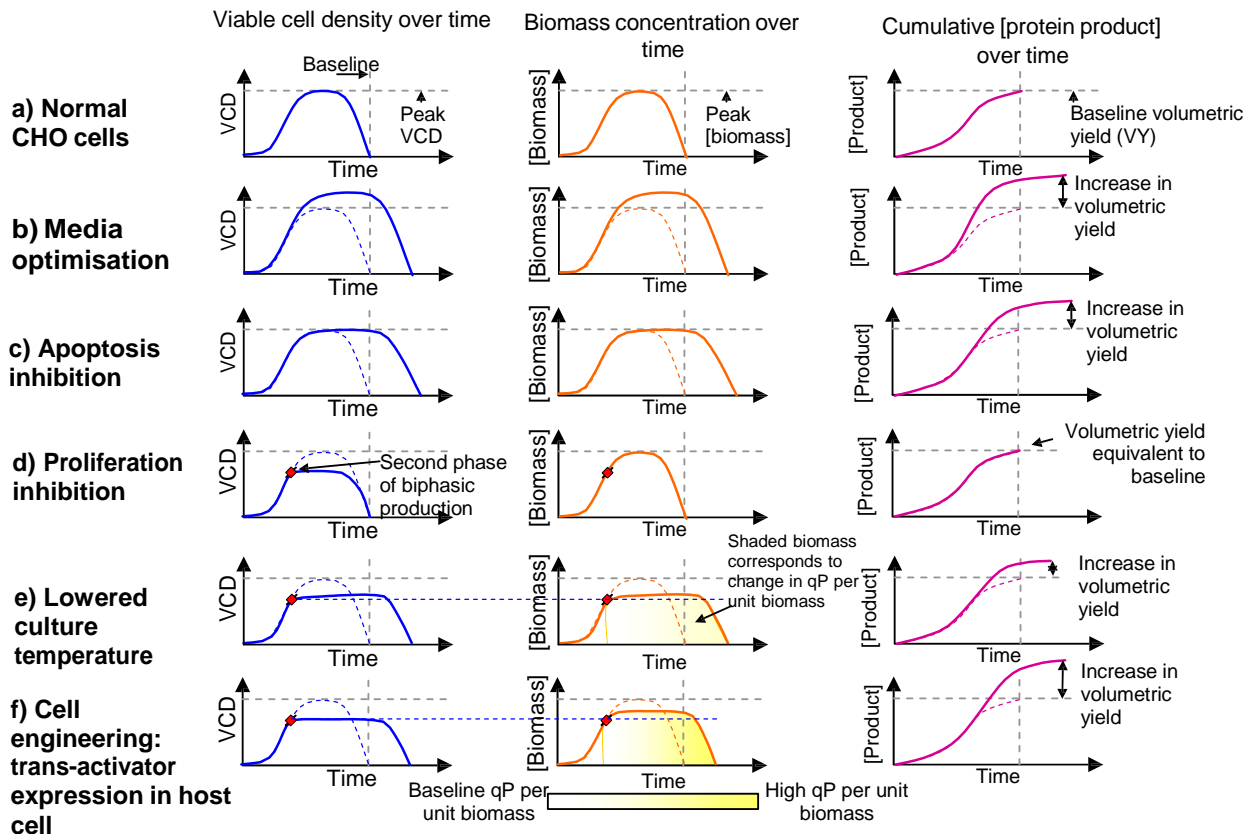 Viable cell density over time
Biomass concentration over
time
Cumulative [protein product]
over time
a) Normal
CHO cells
VCD
Baseline
Peak
VCD
Time
[Biomass]
Peak
[biomass]
Time
[Product]
Baseline volumetric
yield (VY)
Time
b) Media
optimisation
VCD
Time
[Biomass]
Time
[Product]
Increase in
volumetric
yield
Time
c) Apoptosis
inhibition
VCD
Time
[Biomass]
Time
[Product]
Increase in
volumetric
yield
Time
d) Proliferation
inhibition
VCD
Second phase
of biphasic
production
Time
[Biomass]
Time
[Product]
Volumetric yield
equivalent to
baseline
Time
e) Lowered
culture
temperature
VCD
Time
[Biomass]
Shaded biomass
corresponds to
change in qP per
unit biomass
Time
[Product]
Increase in
volumetric
yield
Time
f) Cell
engineering:
trans-activator
expression in host
cell
VCD
Time
[Biomass]
Time
[Product]
Increase in
volumetric
yield
Time
Baseline qP per
unit biomass
High qP per unit
biomass